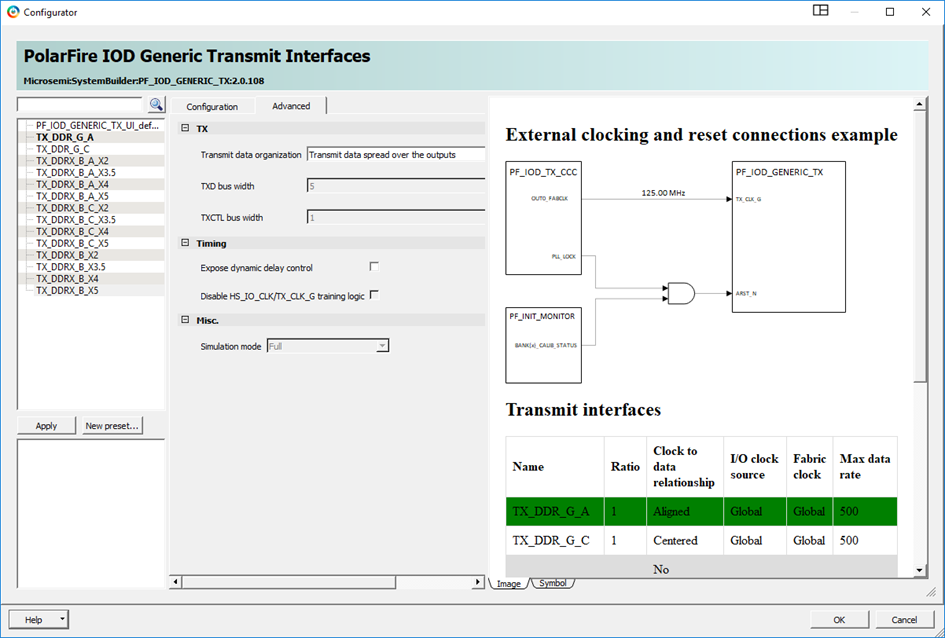 Configurator
PolarFire IOD Generic Transmit Interfaces
Microsemi:SystemBuilder:PF_IOD_GENERIC_TX:2.0.108
PF_IOD_GENERIC_TX_UI_def...
TX_DDR_G_A
TX_DDR_G_C
TX_DDRX_B_A_X2
TX_DDRX_B_A_X3.5
TX_DDRX_B_A_X4
TX_DDRX_B_A_X5
TX_DDRX_B_C_X2
TX_DDRX_B_C_X3.5
TX_DDRX_B_C_X4
TX_DDRX_B_C_X5
TX_DDRX_B_X2
TX_DDRX_B_X3.5
TX_DDRX_B_X4
TX_DDRX_B_X5
Apply New preset...
Configuration Advanced
TX
Transmit data organization Transmit data spread over the outputs
TXD bus width 5
TXCTL bus width 1
Timing
Expose dynamic delay control
Disable HS_IO_CLK/TX_CLK_G training logic
Misc.
Simulation mode Full
External clocking and reset connections example
PF_IOD_TX_CCC
OUT0_FABCLK
PLL_LOCK
125.00 MHz
PF_IOD_GENERIC_TX
TX_CLK_G
ARST_N
PF_INIT_MONITOR
BANK(x)_CALIB_STATUS
Transmit interfaces
Name Ratio Clock to data relationship I/O clock source Fabric clock Max data rate
TX_DDR_G_A 1 Aligned Global Global 500
TX_DDR_G_C 1 Centered Global Global 500
No
Image Symbol
Help OK Cancel